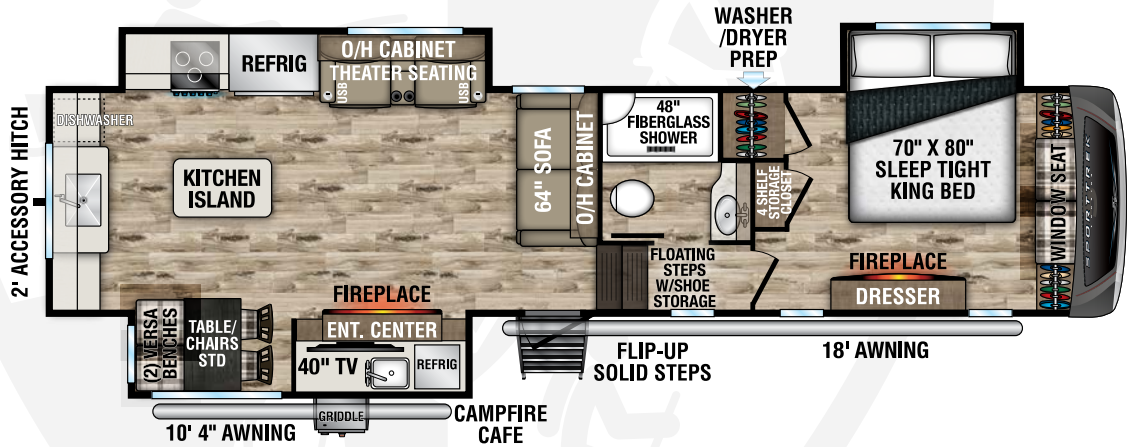 WASHER
/DRYER
PREP
O/H CABINET
THEATER SEATING
USB
USB
REFRIG
DISHWASHER
2' ACCESSORY HITCH
KITCHEN
ISLAND
64" SOFA
O/H CABINET
48"
FIBERGLASS
SHOWER
4 SHELF
STORAGE
CLOSET
70" X 80"
SLEEP TIGHT
KING BED
WINDOW SEAT
SPORTTREK
FLOATING
STEPS
W/SHOE
STORAGE
FIREPLACE
DRESSER
FIREPLACE
ENT. CENTER
(2) VERSA
BENCHES
TABLE/
CHAIRS
STD
40" TV
REFRIG
FLIP-UP
SOLID STEPS
18' AWNING
10' 4" AWNING
GRIDDLE
CAMPFIRE
CAFE